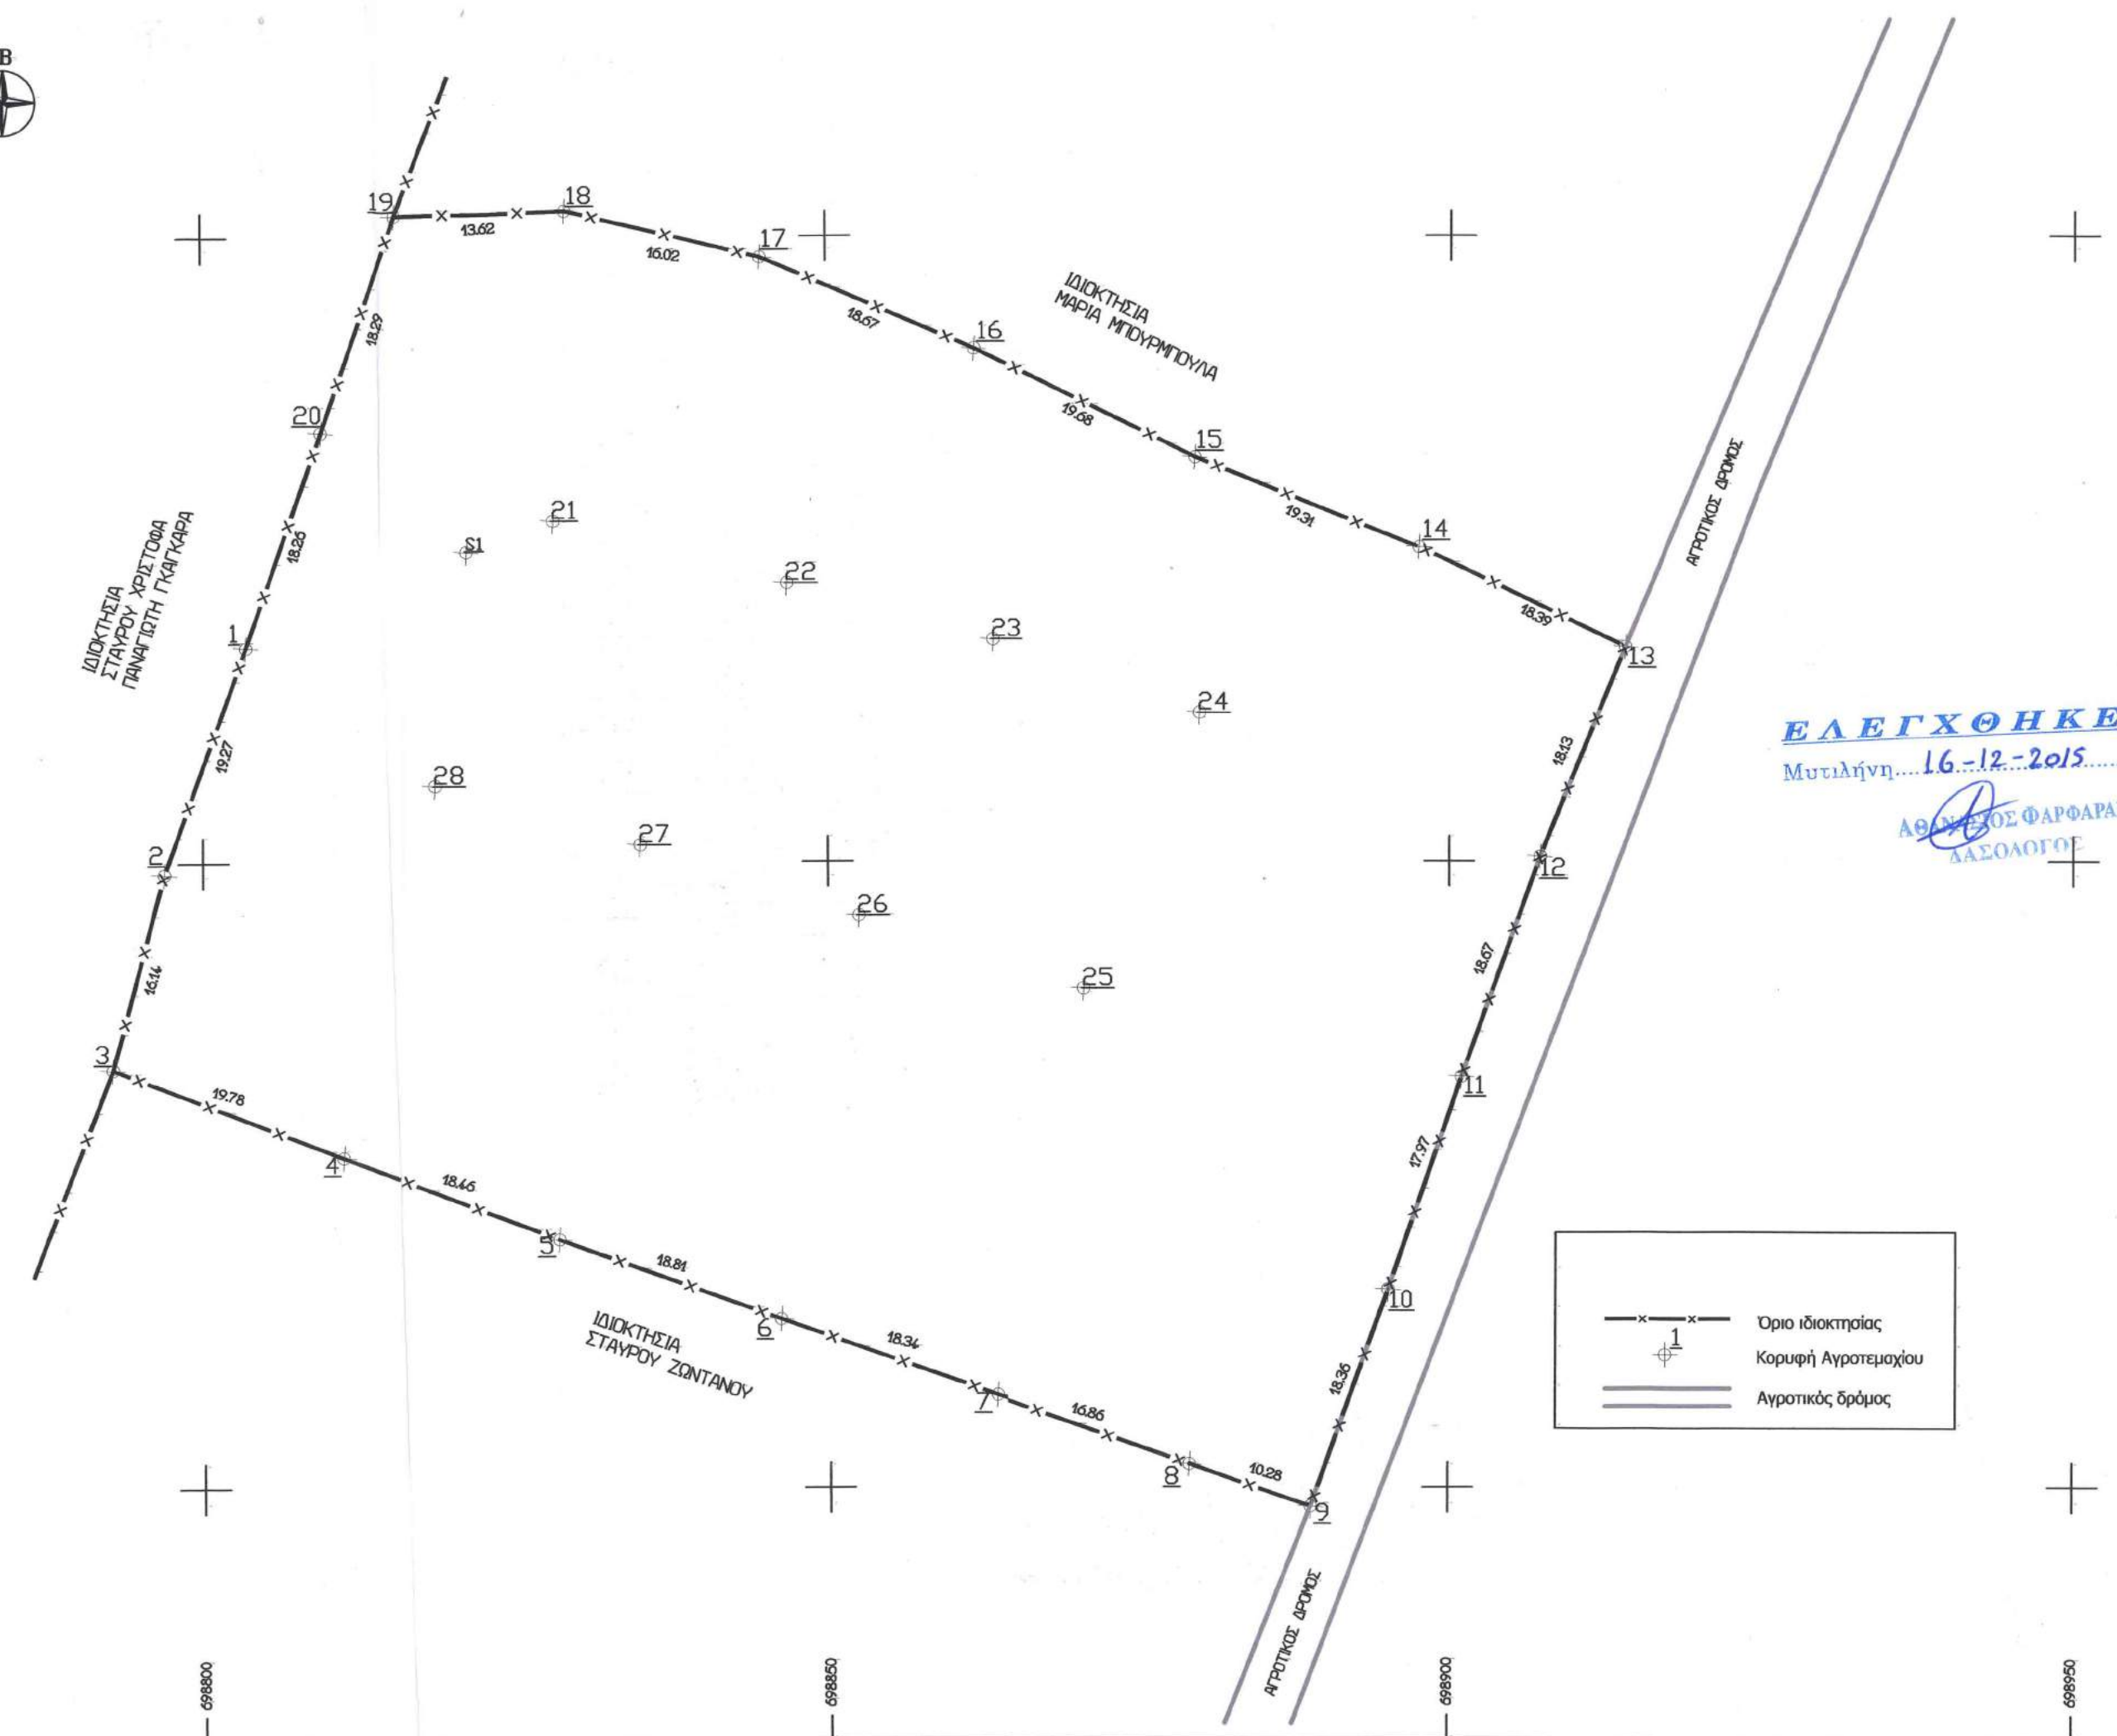 Β
19
18
13.62
17
16.02
18.67
16
ΙΔΙΟΚΤΗΣΙΑ
ΜΑΡΙΑ ΜΠΟΥΡΜΠΟΥΛΑ
18.29
19.68
20
15
19.31
14
ΑΓΡΟΤΙΚΟΣ ΔΡΟΜΟΣ
21
S1
18.26
22
18.39
ΙΔΙΟΚΤΗΣΙΑ
ΣΤΑΥΡΟΥ ΧΡΙΣΤΟΦΑ
ΠΑΝΑΓΙΩΤΗ ΓΚΑΓΚΑΡΑ
1
23
13
24
18.13
ΕΛΕΓΧΘΗΚΕ
Μυτιλήνη....16-12-2015......
ΑΘΑΝΑΣΙΟΣ ΦΑΡΦΑΡΑ
ΔΑΣΟΛΟΓΟΣ
19.27
28
27
2
12
26
18.67
16.14
25
3
11
19.78
17.97
4
18.46
5
18.81
10
6
ΙΔΙΟΚΤΗΣΙΑ
ΣΤΑΥΡΟΥ ΖΩΝΤΑΝΟΥ
18.34
18.36
7
16.86
8
10.28
9
Όριο ιδιοκτησίας
1
Κορυφή Αγροτεμαχίου
Αγροτικός δρόμος
ΑΓΡΟΤΙΚΟΣ ΔΡΟΜΟΣ
698800
698850
698900
698950